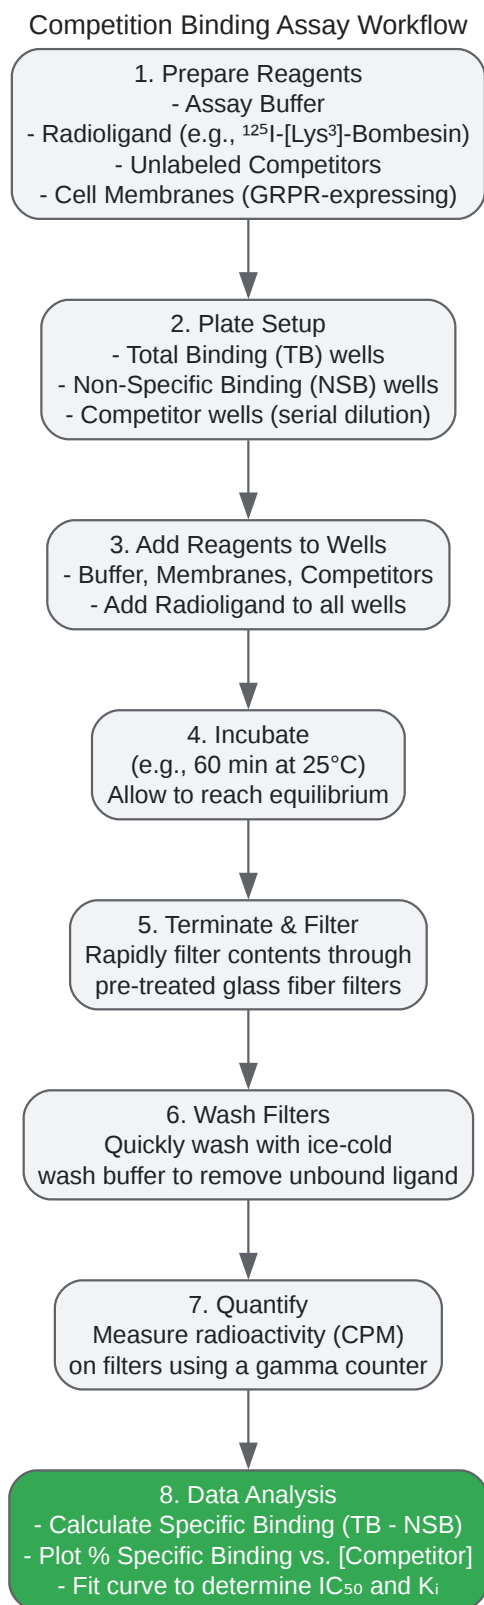 Competition Binding Assay Workflow
1. Prepare Reagents
- Assay Buffer
- Radioligand (e.g., ¹²⁵I-[Lys³]-Bombesin)
- Unlabeled Competitors
- Cell Membranes (GRPR-expressing)
2. Plate Setup
- Total Binding (TB) wells
- Non-Specific Binding (NSB) wells
- Competitor wells (serial dilution)
3. Add Reagents to Wells
- Buffer, Membranes, Competitors
- Add Radioligand to all wells
4. Incubate
(e.g., 60 min at 25°C)
Allow to reach equilibrium
5. Terminate & Filter
Rapidly filter contents through
pre-treated glass fiber filters
6. Wash Filters
Quickly wash with ice-cold
wash buffer to remove unbound ligand
7. Quantify
Measure radioactivity (CPM)
on filters using a gamma counter
8. Data Analysis
- Calculate Specific Binding (TB - NSB)
- Plot % Specific Binding vs. [Competitor]
- Fit curve to determine IC₅₀ and Kᵢ